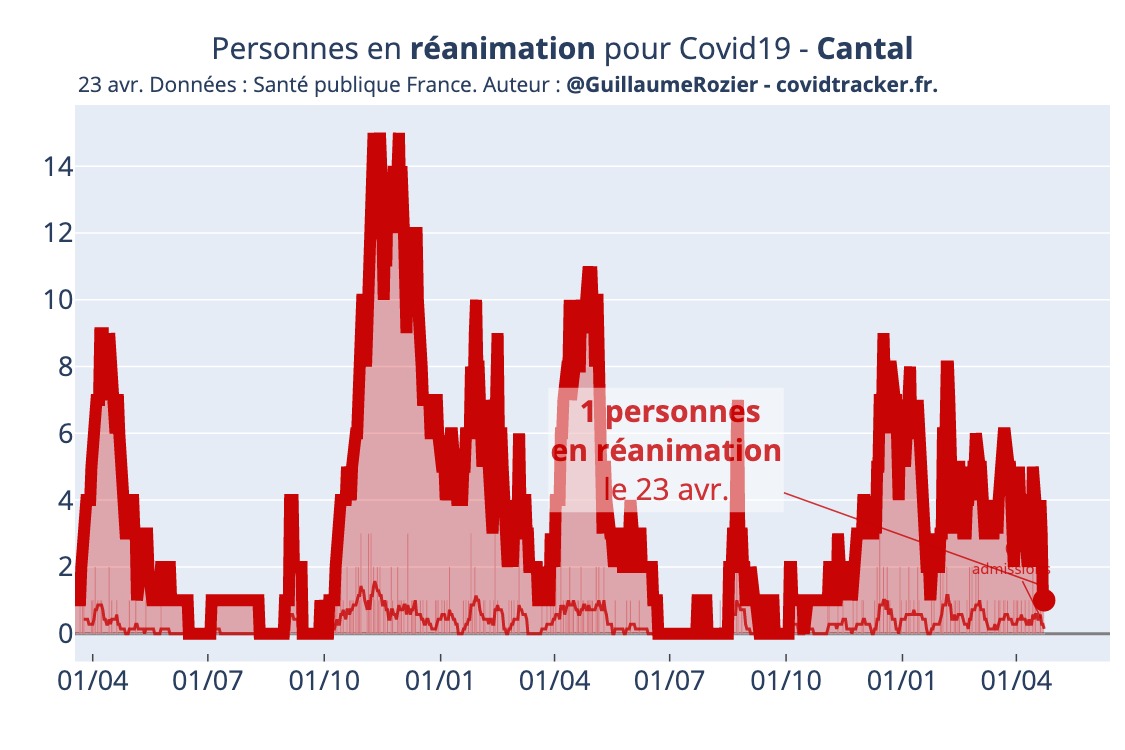 Personnes en réanimation pour Covid19 - Cantal
23 avr. Données : Santé publique France. Auteur : @GuillaumeRozier - covidtracker.fr.
14
12
10
8
6
4
2
0
1 personnes
en réanimation
le 23 avr.
admissions
01/04 01/07 01/10 01/01 01/04 01/07 01/10 01/01 01/04